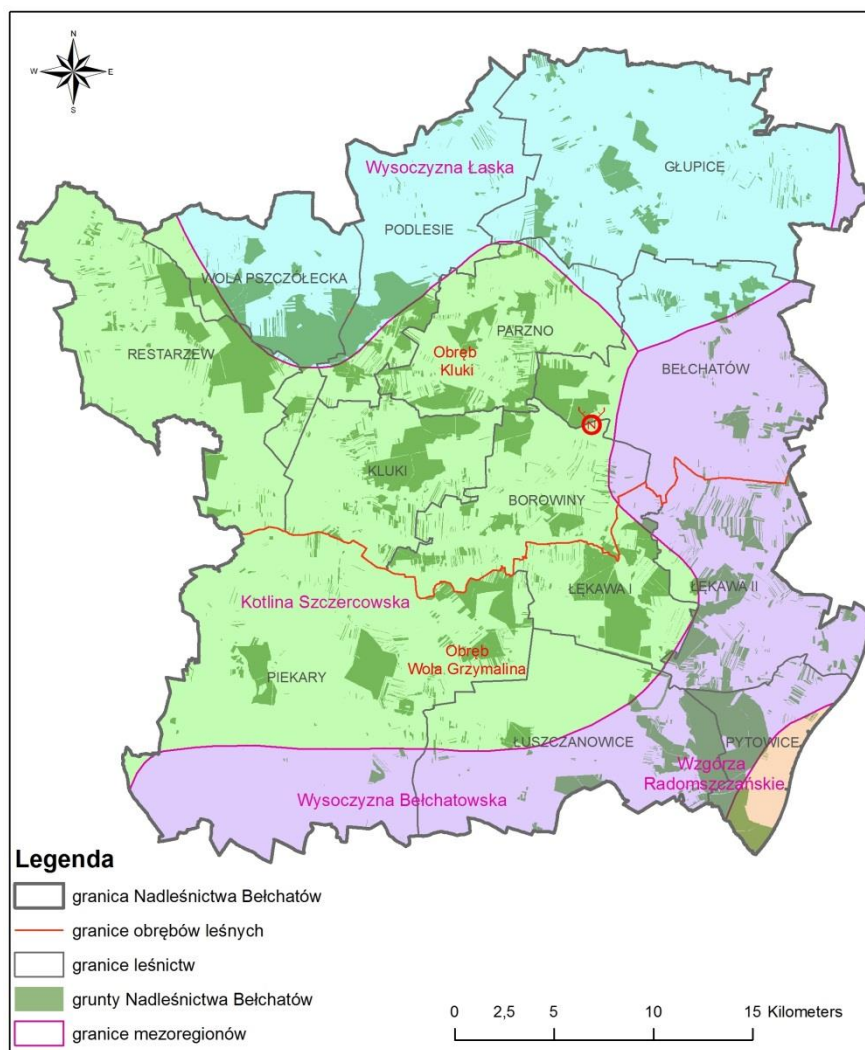 N
W E
S
Wysoczyzna Łaska
GŁUPICE
PODLESIE
WOLA PSZCZÓŁECKA
PARZNO
RESTARZEW
Obręb
Kluki
BEŁCHATÓW
N
KLUKI
BOROWINY
ŁĘKAWA I
ŁĘKAWA II
Kotlina Szczercowska
Obręb
Wola Grzymalina
PIEKARY
ŁUSZCZANOWICE
PYTOWICE
Wzgórza
Radomszczańskie
Wysoczyzna Bełchatowska
Legenda
granica Nadleśnictwa Bełchatów
granice obrębów leśnych
granice leśnictw
grunty Nadleśnictwa Bełchatów
granice mezoregionów
0 2,5 5 10 15 Kilometers